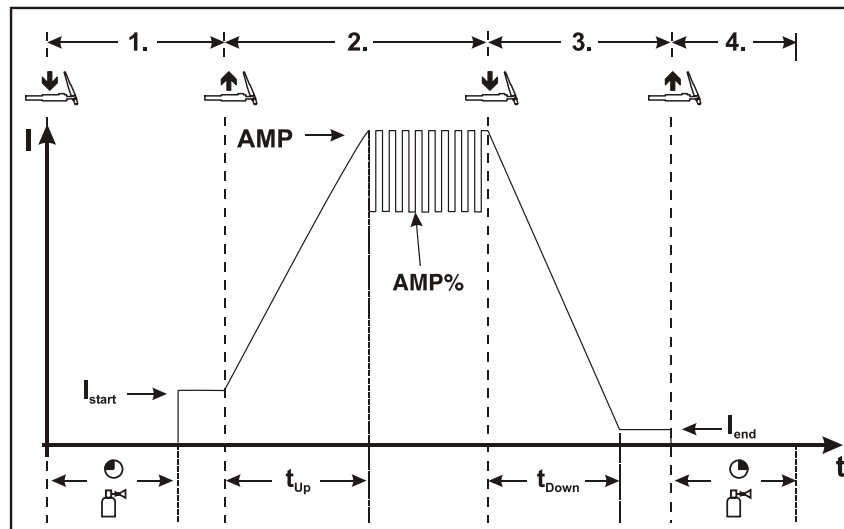 1. 2. 3. 4.
AMP
I
AMP%
Istart
Iend
t
tUp tDown